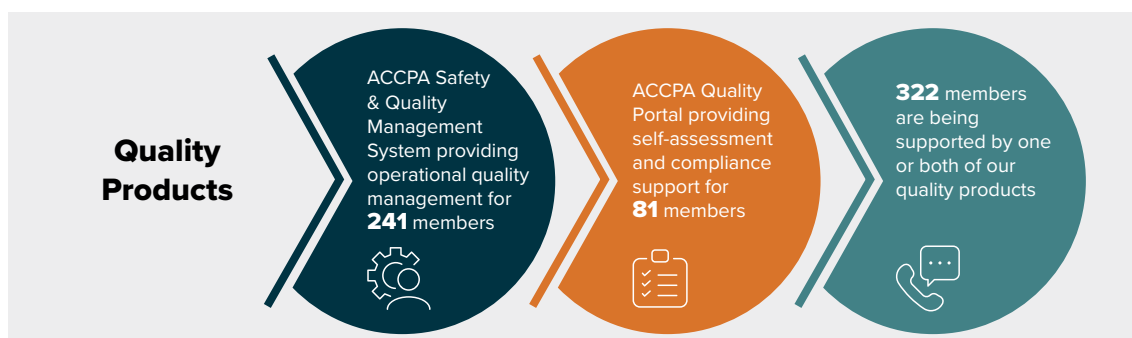 Quality
Products
ACCPA Safety
& Quality
Management
System providing
operational quality
management for
241 members
ACCPA Quality
Portal providing
self-assessment
and compliance
support for
81 members
322 members
are being
supported by one
or both of our
quality products